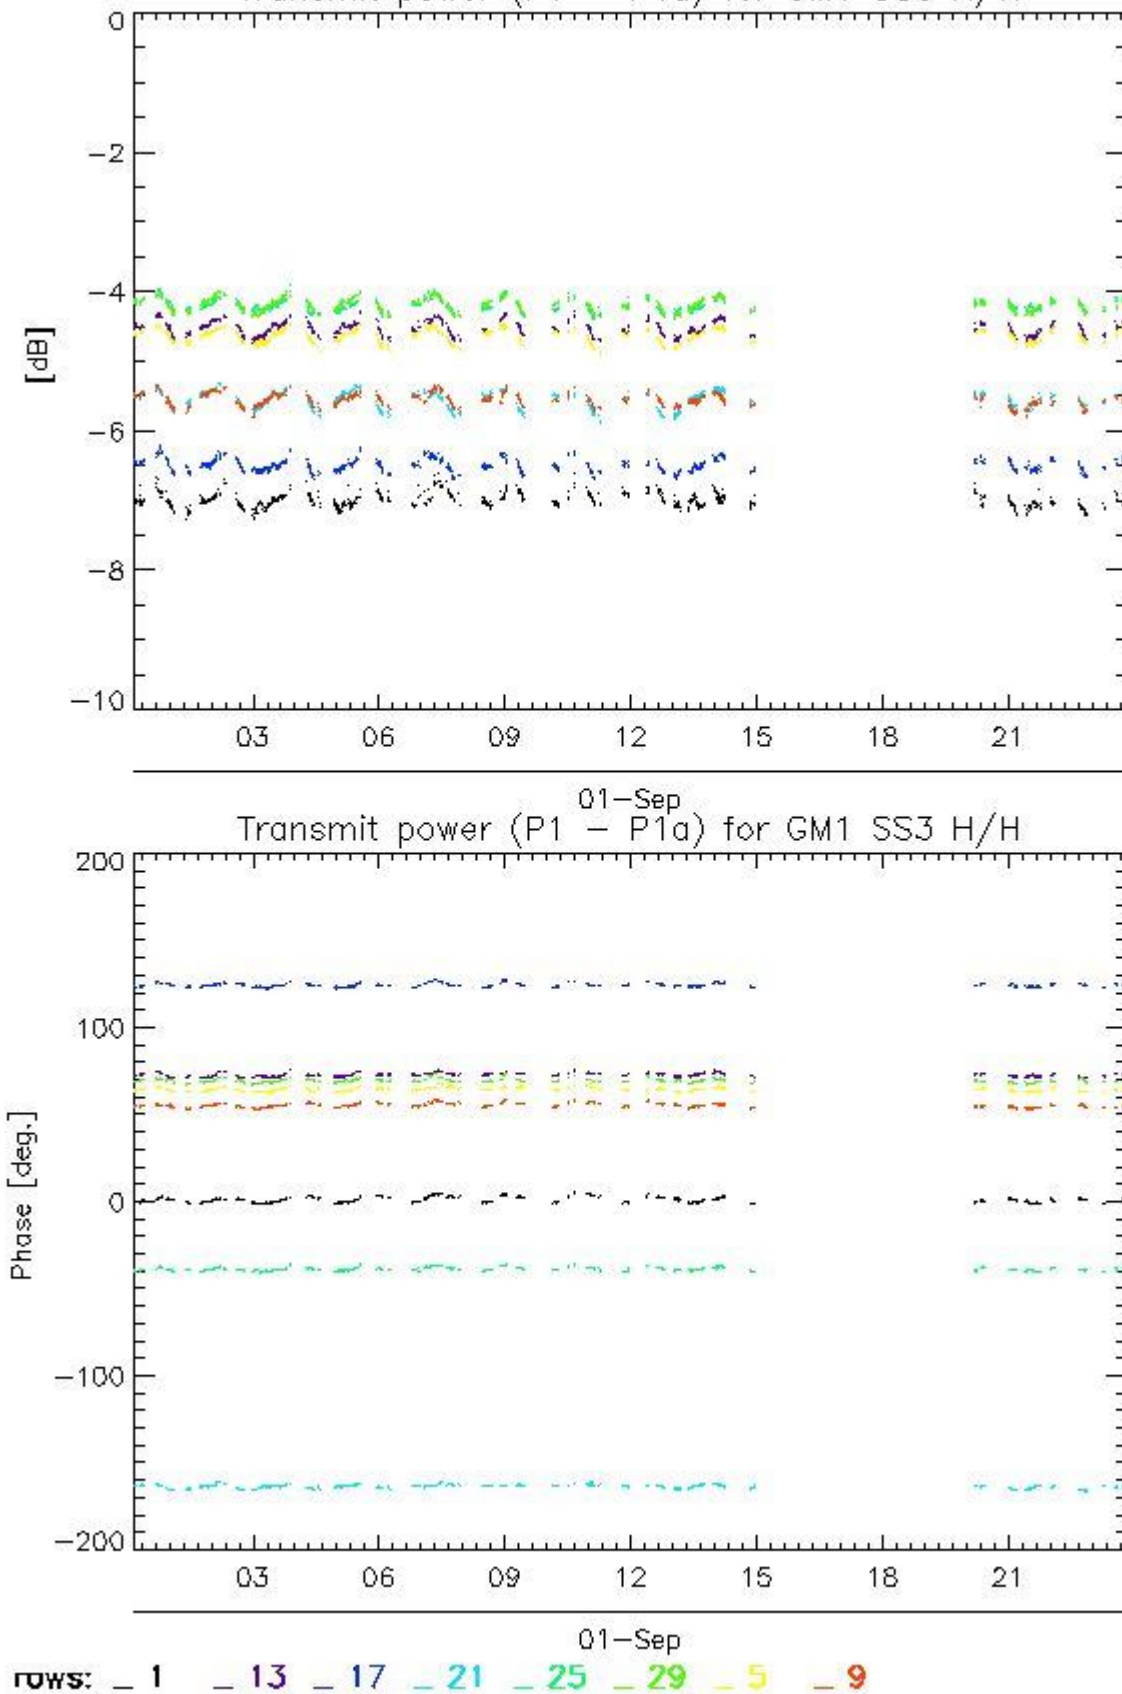 0
-2
-4
[dB]
-6
-8
-10
03 06 09 12 15 18 21
01-Sep
Transmit power (P1 - P1a) for GM1 SS3 H/H
200
100
Phase [deg.]
0
-100
-200
03 06 09 12 15 18 21
01-Sep
rows: _ 1 _ 13 _ 17 _ 21 _ 25 _ 29 _ 5 _ 9